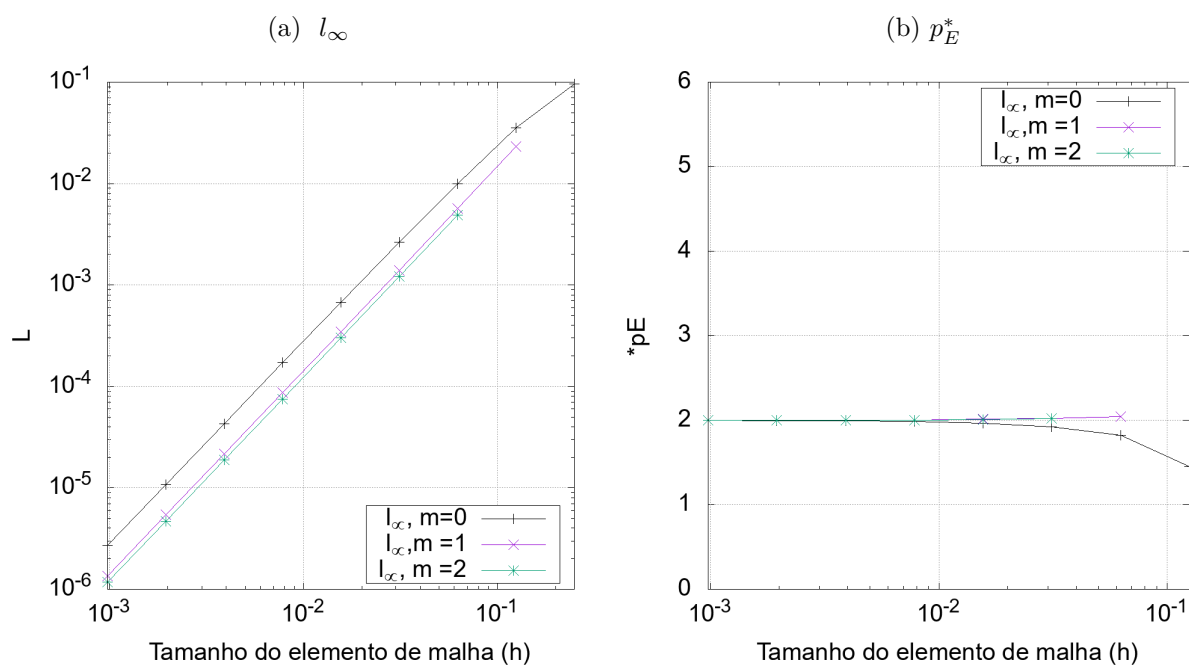 (a) l∞
(b) p*E
10-1
10-2
10-3
10-4
10-5
10-6
L
l∞, m=0
l∞,m =1
l∞, m =2
10-3
10-2
10-1
Tamanho do elemento de malha (h)
6
5
4
3
2
1
0
*pE
l∞, m=0
l∞,m =1
l∞, m =2
10-3
10-2
10-1
Tamanho do elemento de malha (h)